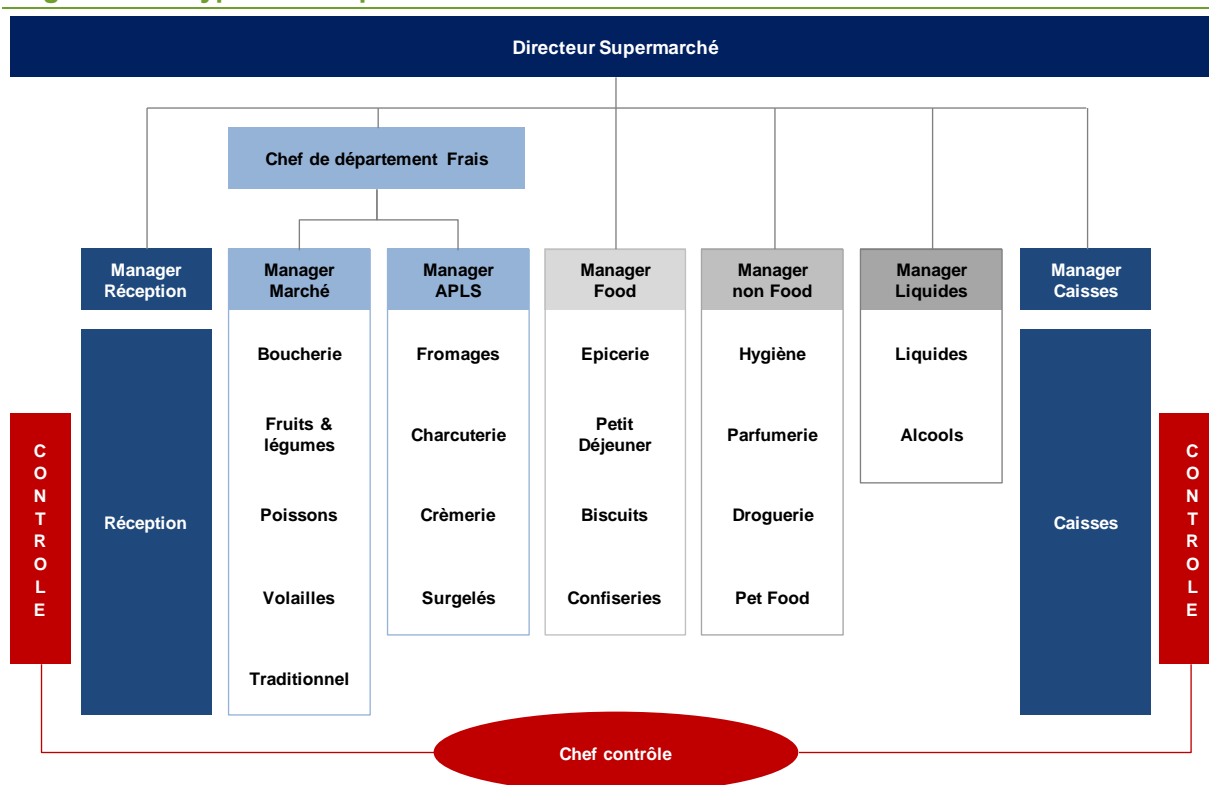 Directeur Supermarché
Chef de département Frais
Manager
Réception
Manager
Marché
Manager
APLS
Manager
Food
Manager
non Food
Manager
Liquides
Manager
Caisses
Réception
Boucherie
Fruits &
légumes
Poissons
Volailles
Traditionnel
Fromages
Charcuterie
Crèmerie
Surgelés
Epicerie
Petit
Déjeuner
Biscuits
Confiseries
Hygiène
Parfumerie
Droguerie
Pet Food
Liquides
Alcools
Caisses
C
O
N
T
R
O
L
E
C
O
N
T
R
O
L
E
Chef contrôle